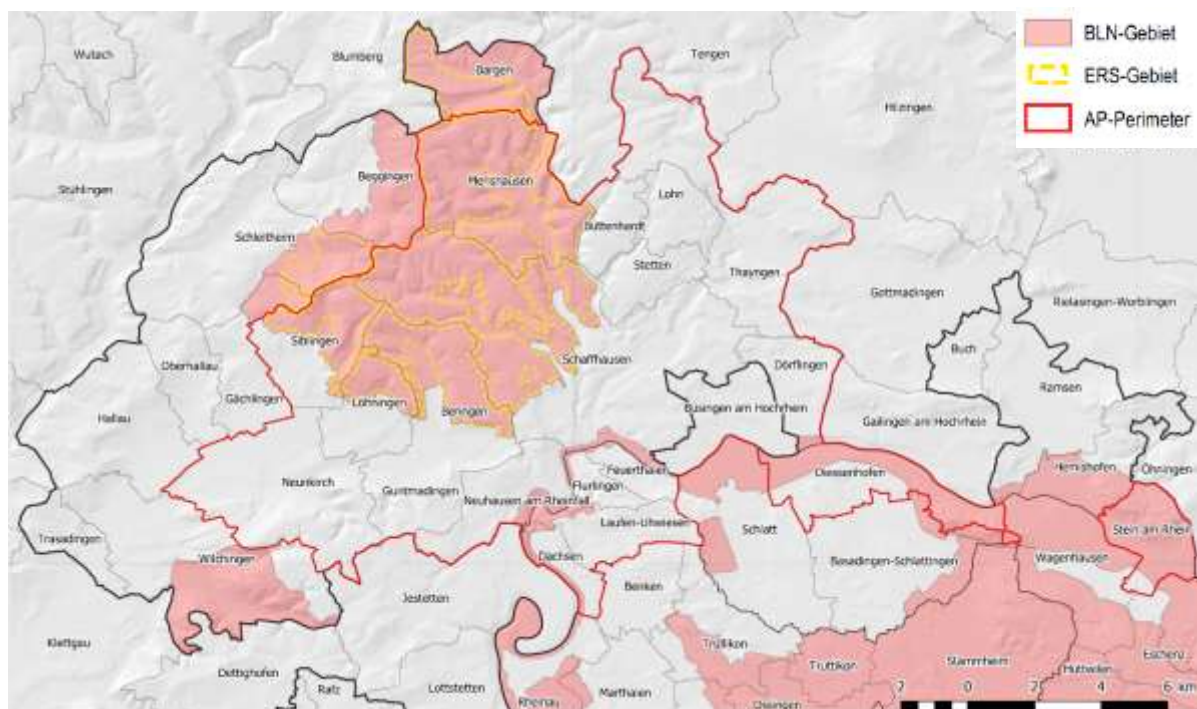 BLN-Gebiet
ERS-Gebiet
AP-Perimeter
Wutach
Blumberg
Bargen
Tengen
Hilzingen
Stühlingen
Beggingen
Merishausen
Lohn
Büttenhardt
Schleitheim
Stetten
Thayngen
Gottmadingen
Rielasingen-Worblingen
Siblingen
Oberhallau
Schaffhausen
Dörflingen
Buch
Ramsen
Gächlingen
Löhningen
Beringen
Hallau
Büsingen am Hochrhein
Gailingen am Hochrhein
Feuerthalen
Diessenhofen
Hemishofen
Öhningen
Neunkirch
Guntmadingen
Flurlingen
Neuhausen am Rheinfall
Laufen-Uhwiesen
Schlatt
Stein am Rhein
Trasadingen
Wilchingen
Dachsen
Basadingen-Schlattingen
Wagenhausen
Jestetten
Benken
Klettgau
Trüllikon
Truttikon
Stammheim
Eschenz
Hüttwilen
Dettighofen
Rafz
Lottstetten
Rheinau
Marthalen
2 0 2 4 6 km